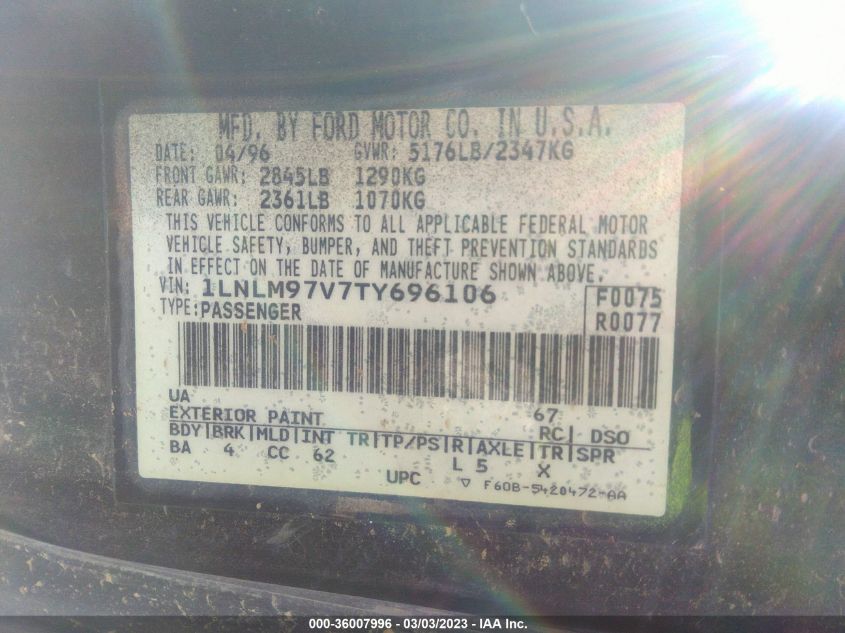 MFD. BY FORD MOTOR CO. IN U.S.A.
DATE: 04/96 GVWR: 5176LB/2347KG
FRONT GAWR: 2845LB 1290KG
REAR GAWR: 2361LB 1070KG
THIS VEHICLE CONFORMS TO ALL APPLICABLE FEDERAL MOTOR
VEHICLE SAFETY, BUMPER, AND THEFT PREVENTION STANDARDS
IN EFFECT ON THE DATE OF MANUFACTURE SHOWN ABOVE.
VIN: 1LNLM97V7TY696106 F0075
TYPE: PASSENGER R0077
UA 67
EXTERIOR PAINT RC DSO
BDY BRK MLD INT TR TP/PS R AXLE TR SPR
BA 4 CC 62 L 5 X
UPC F60B-5420472-AA
000-36007996 - 03/03/2023 - IAA Inc.